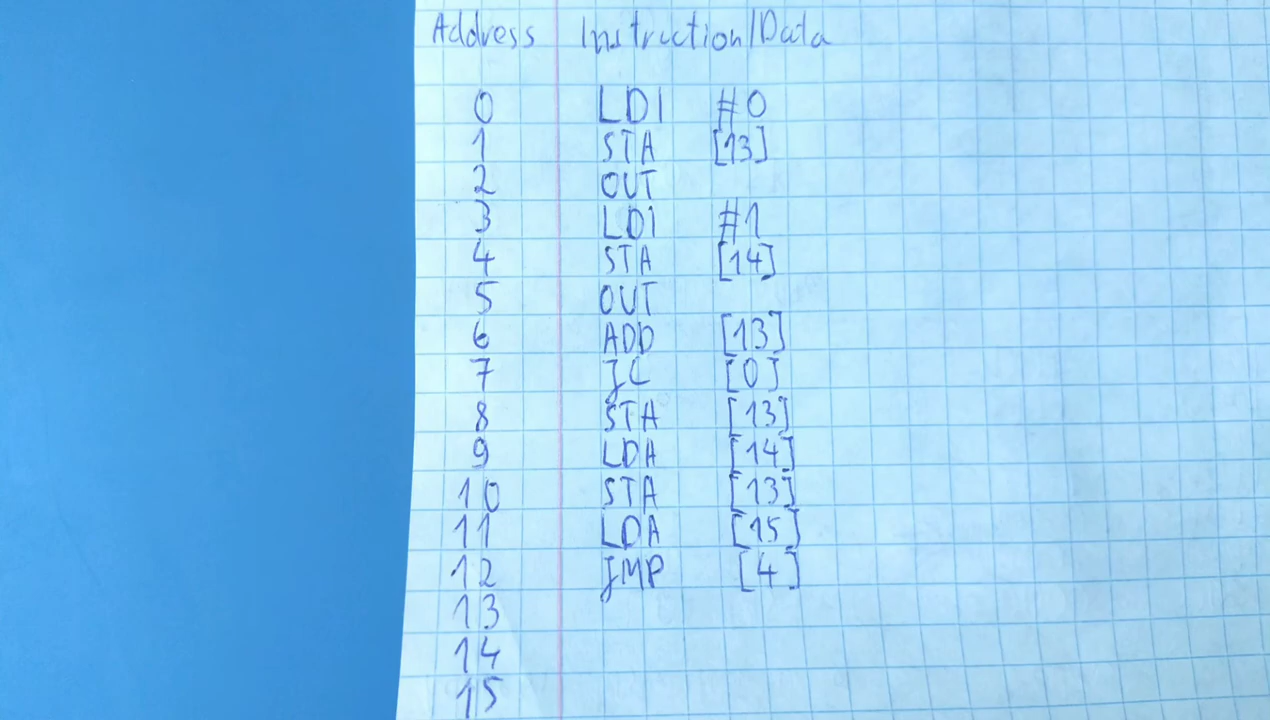 Address Instruction/Data
0 LDI #0
1 STA [13]
2 OUT
3 LDI #1
4 STA [14]
5 OUT
6 ADD [13]
7 JC [0]
8 STA [13]
9 LDA [14]
10 STA [13]
11 LDA [15]
12 JMP [4]
13
14
15